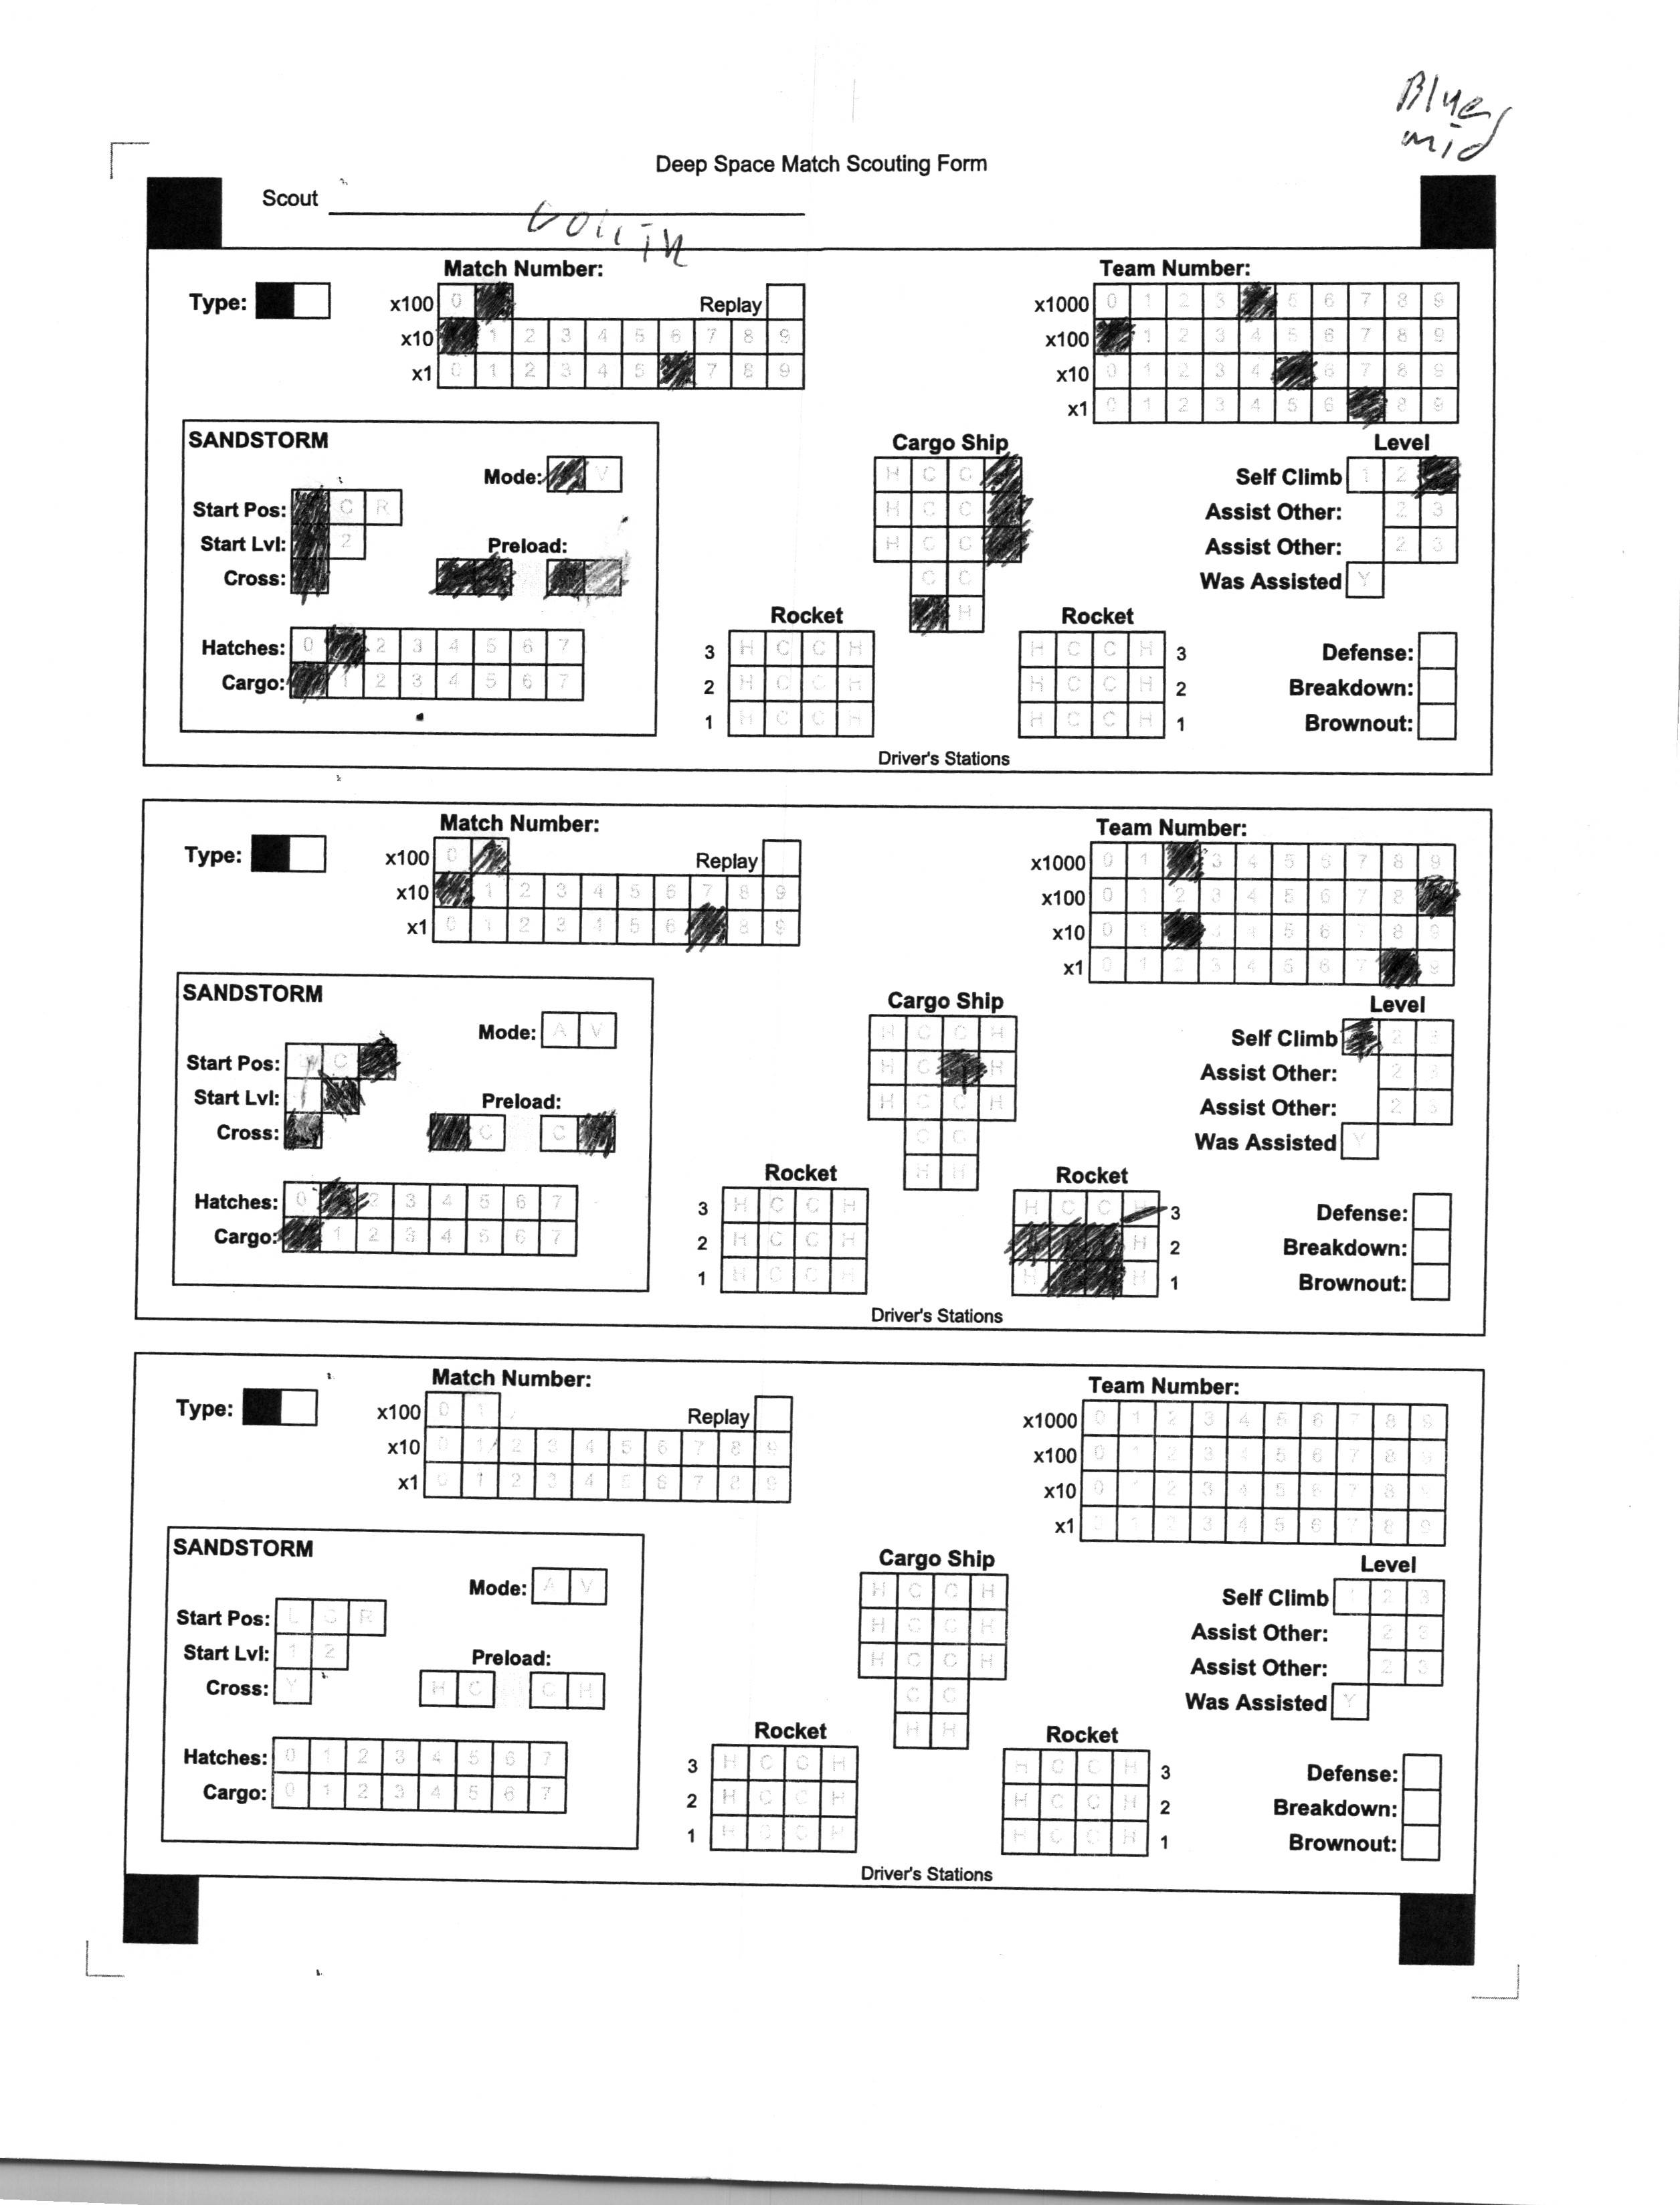 Blue
mid
Deep Space Match Scouting Form
Scout
Collin
Match Number:
Team Number:
Type:
x100 0 Replay
x10 1 2 3 4 5 6 7 8 9
x1 0 1 2 3 4 5 7 8 9
x1000 0 1 2 3 5 6 7 8 9
x100 1 2 3 4 5 6 7 8 9
x10 0 1 2 3 4 6 7 8 9
x1 0 1 2 3 4 5 6 8 9
SANDSTORM
Mode: V
Start Pos: C R
Start Lvl: 2
Cross:
Preload:
Hatches: 0 2 3 4 5 6 7
Cargo: 1 2 3 4 5 6 7
Cargo Ship
H C C
H C C
H C C
C C
H
Rocket
3 H C C H
2 H C C H
1 H C C H
Rocket
H C C H 3
H C C H 2
H C C H 1
Level
Self Climb 1 2
Assist Other: 2 3
Assist Other: 2 3
Was Assisted Y
Defense:
Breakdown:
Brownout:
Driver's Stations
Match Number:
Team Number:
Type:
x100 0 Replay
x10 1 2 3 4 5 6 7 8 9
x1 0 1 2 3 4 5 6 8 9
x1000 0 1 3 4 5 6 7 8 9
x100 0 1 2 3 4 5 6 7 8
x10 0 1 3 4 5 6 7 8 9
x1 0 1 2 3 4 5 6 7 9
SANDSTORM
Mode: A V
Start Pos: C
Start Lvl:
Cross:
Preload:
C C
Hatches: 0 2 3 4 5 6 7
Cargo: 1 2 3 4 5 6 7
Cargo Ship
H C C H
H C H
H C C H
C C
H H
Rocket
3 H C C H
2 H C C H
1 H C C H
Rocket
H C C H 3
H 2
H H 1
Level
Self Climb 2 3
Assist Other: 2 3
Assist Other: 2 3
Was Assisted Y
Defense:
Breakdown:
Brownout:
Driver's Stations
Match Number:
Team Number:
Type:
x100 0 1 Replay
x10 0 1 2 3 4 5 6 7 8 9
x1 0 1 2 3 4 5 6 7 8 9
x1000 0 1 2 3 4 5 6 7 8 9
x100 0 1 2 3 4 5 6 7 8 9
x10 0 1 2 3 4 5 6 7 8 9
x1 0 1 2 3 4 5 6 7 8 9
SANDSTORM
Mode: A V
Start Pos: L C R
Start Lvl: 1 2
Cross: Y
Preload:
H C C H
Hatches: 0 1 2 3 4 5 6 7
Cargo: 0 1 2 3 4 5 6 7
Cargo Ship
H C C H
H C C H
H C C H
C C
H H
Rocket
3 H C C H
2 H C C H
1 H C C H
Rocket
H C C H 3
H C C H 2
H C C H 1
Level
Self Climb 1 2 3
Assist Other: 2 3
Assist Other: 2 3
Was Assisted Y
Defense:
Breakdown:
Brownout:
Driver's Stations